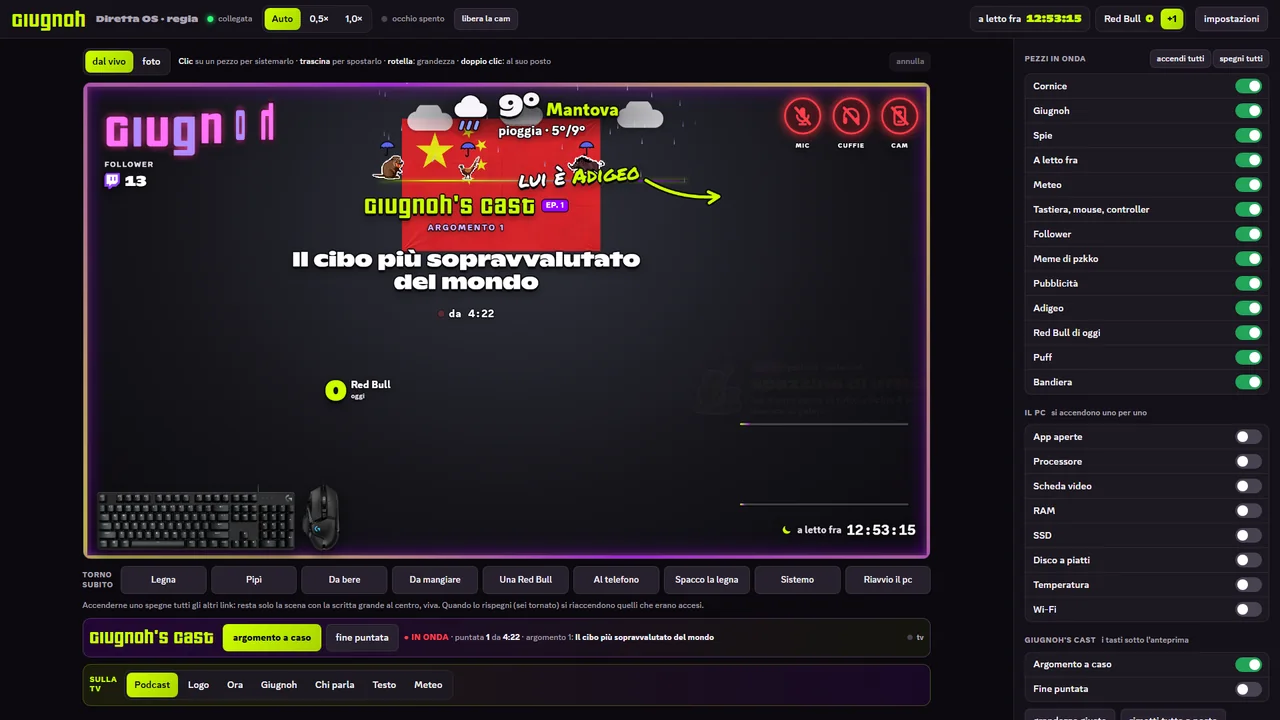 Giugnoh Diretta OS • regia collegata Auto 0,5× 1,0× occhio spento libera la cam a letto fra 12:53:15 Red Bull 0 +1 impostazioni
dal vivo foto Clic su un pezzo per sistemarlo · trascina per spostarlo · rotella: grandezza · doppio clic: al suo posto annulla
Giugnoh
FOLLOWER
13
9° Mantova
pioggia · 5°/9°
MIC CUFFIE CAM
LUI È ADIGEO
Giugnoh's cast EP. 1
ARGOMENTO 1
Il cibo più sopravvalutato
del mondo
da 4:22
0 Red Bull
oggi
a letto fra 12:53:15
TORNO
SUBITO
Legna Pipì Da bere Da mangiare Una Red Bull Al telefono Spacco la legna Sistemo Riavvio il pc
Accenderne uno spegne tutti gli altri link: resta solo la scena con la scritta grande al centro, viva. Quando lo rispegni (sei tornato) si riaccendono quelli che erano accesi.
Giugnoh's cast argomento a caso fine puntata • IN ONDA · puntata 1 da 4:22 · argomento 1: Il cibo più sopravvalutato del mondo tv
SULLA
TV
Podcast Logo Ora Giugnoh Chi parla Testo Meteo
PEZZI IN ONDA accendi tutti spegni tutti
Cornice
Giugnoh
Spie
A letto fra
Meteo
Tastiera, mouse, controller
Follower
Meme di pzkko
Pubblicità
Adigeo
Red Bull di oggi
Puff
Bandiera
IL PC si accendono uno per uno
App aperte
Processore
Scheda video
RAM
SSD
Disco a piatti
Temperatura
Wi-Fi
GIUGNOH'S CAST i tasti sotto l'anteprima
Argomento a caso
Fine puntata